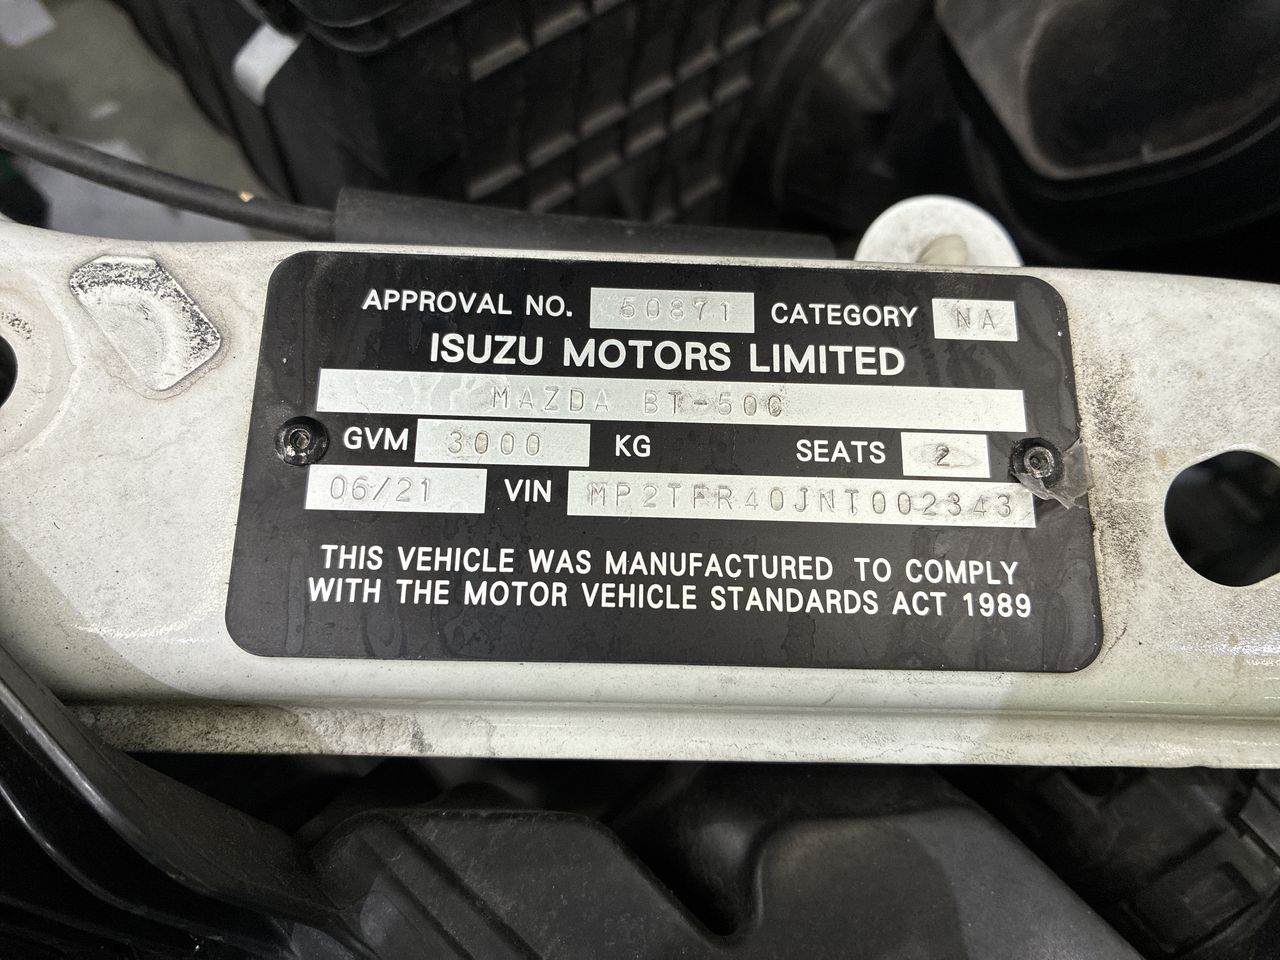 APPROVAL NO. 50871 CATEGORY NA
ISUZU MOTORS LIMITED
MAZDA BT-50C
GVM 3000 KG SEATS 2
06/21 VIN MP2TFR40JNT002343
THIS VEHICLE WAS MANUFACTURED TO COMPLY
WITH THE MOTOR VEHICLE STANDARDS ACT 1989